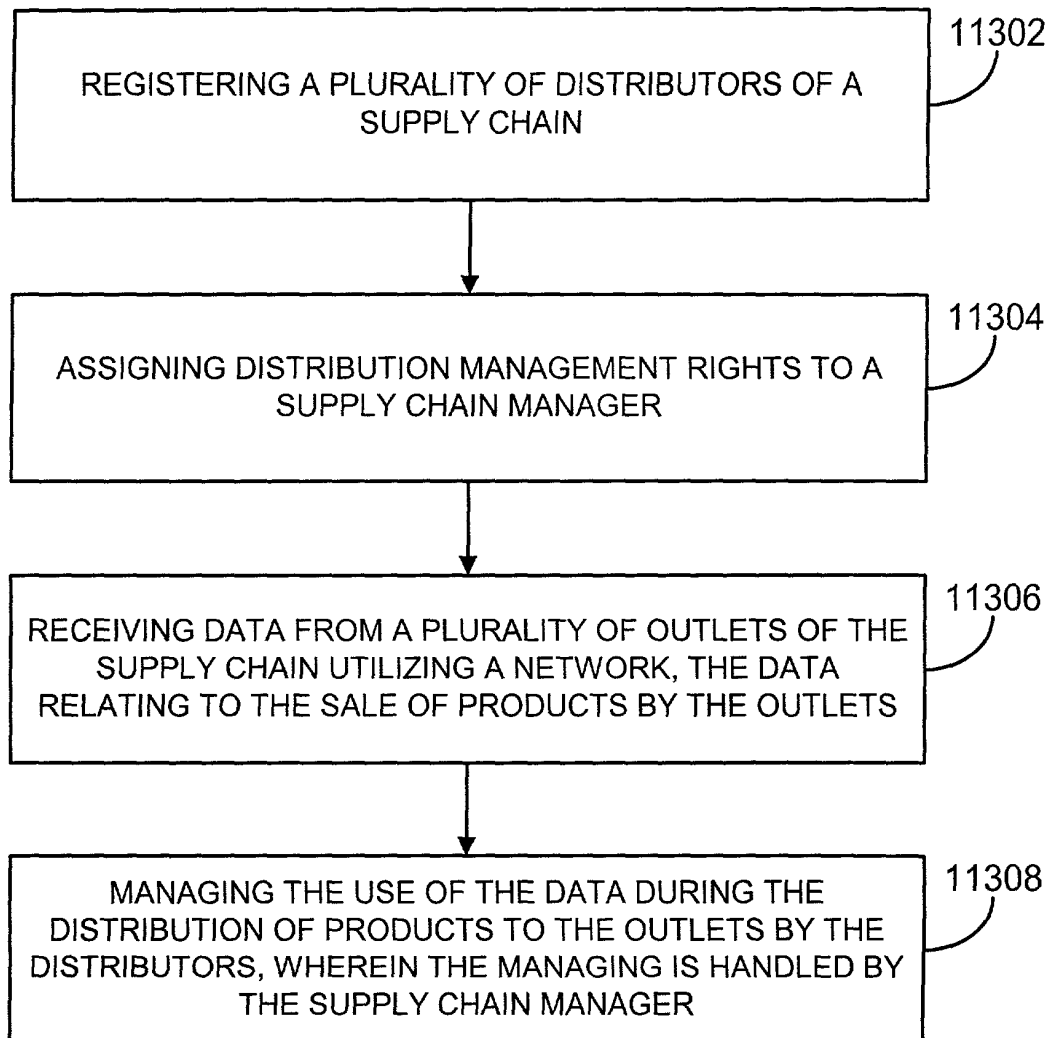 11302
REGISTERING A PLURALITY OF DISTRIBUTORS OF A
SUPPLY CHAIN
11304
ASSIGNING DISTRIBUTION MANAGEMENT RIGHTS TO A
SUPPLY CHAIN MANAGER
11306
RECEIVING DATA FROM A PLURALITY OF OUTLETS OF THE
SUPPLY CHAIN UTILIZING A NETWORK, THE DATA
RELATING TO THE SALE OF PRODUCTS BY THE OUTLETS
11308
MANAGING THE USE OF THE DATA DURING THE
DISTRIBUTION OF PRODUCTS TO THE OUTLETS BY THE
DISTRIBUTORS, WHEREIN THE MANAGING IS HANDLED BY
THE SUPPLY CHAIN MANAGER